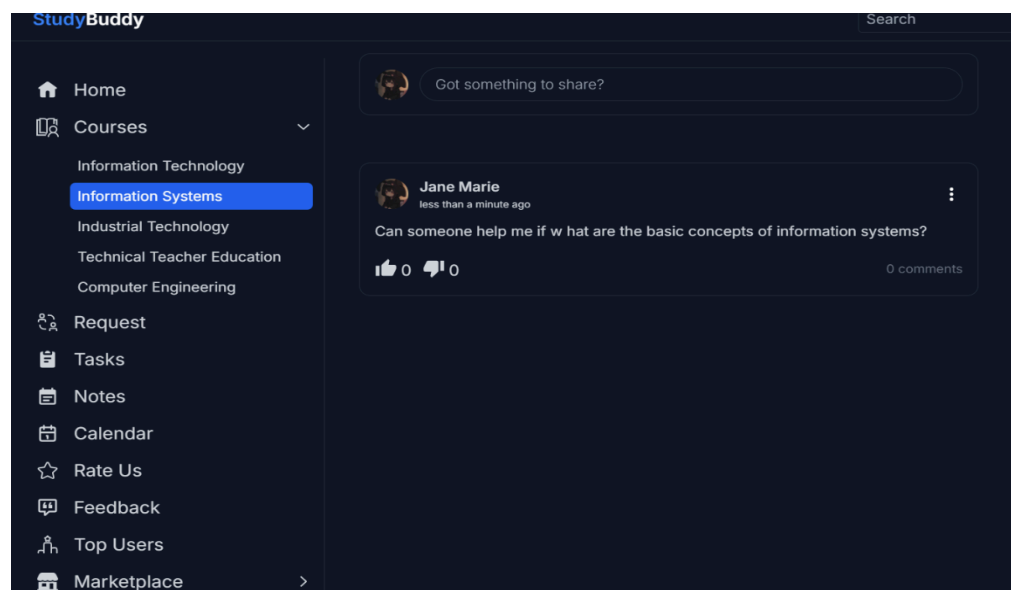 StudyBuddy
Search
Home
Courses
Information Technology
Information Systems
Industrial Technology
Technical Teacher Education
Computer Engineering
Request
Tasks
Notes
Calendar
Rate Us
Feedback
Top Users
Marketplace
Got something to share?
Jane Marie
less than a minute ago
Can someone help me if w hat are the basic concepts of information systems?
0 0
0 comments